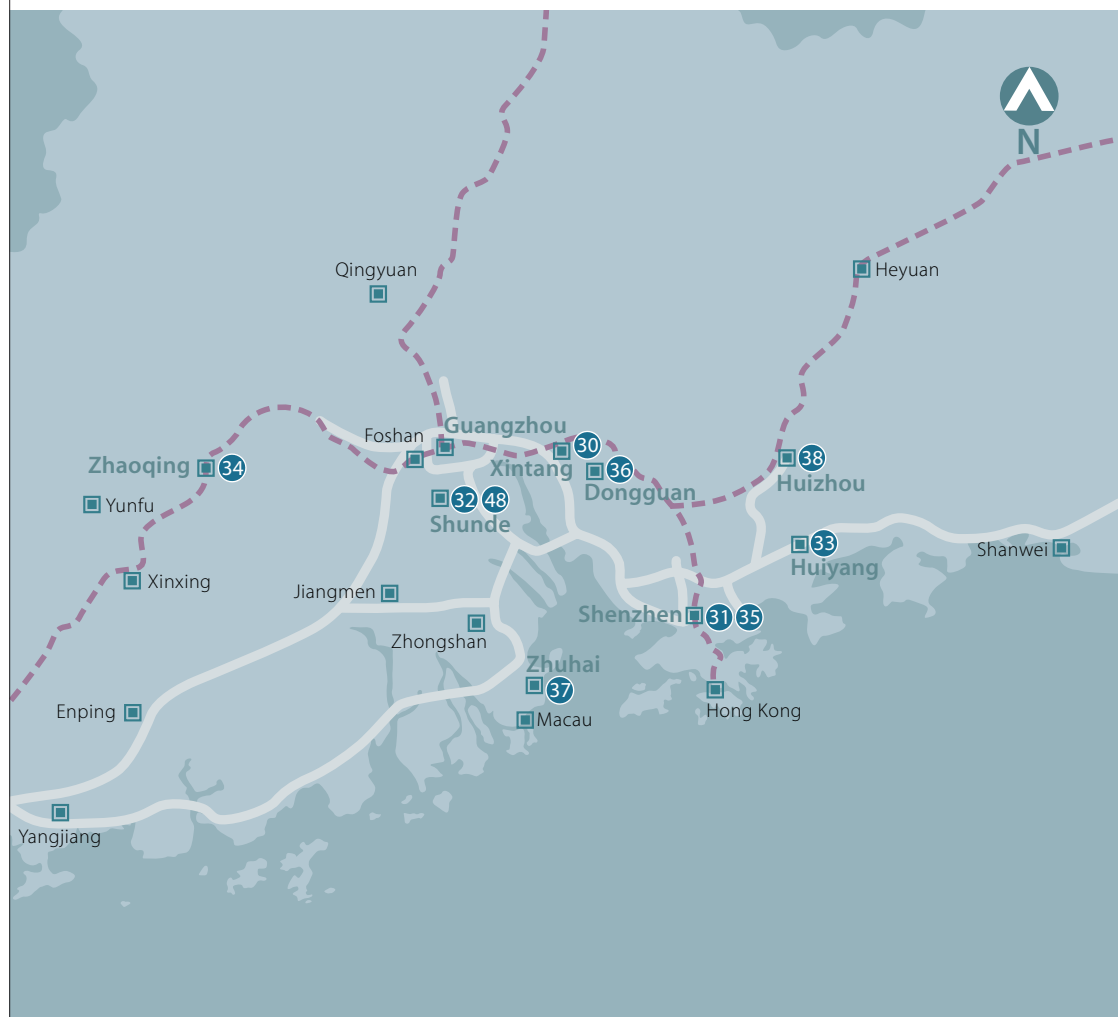 N
Qingyuan
Heyuan
Foshan
Guangzhou
Zhaoqing
34
Xintang
30
36
Dongguan
38
Huizhou
Yunfu
32 48
Shunde
33
Huiyang
Shanwei
Xinxing
Jiangmen
Zhongshan
Shenzhen
31 35
Zhuhai
37
Enping
Macau
Hong Kong
Yangjiang